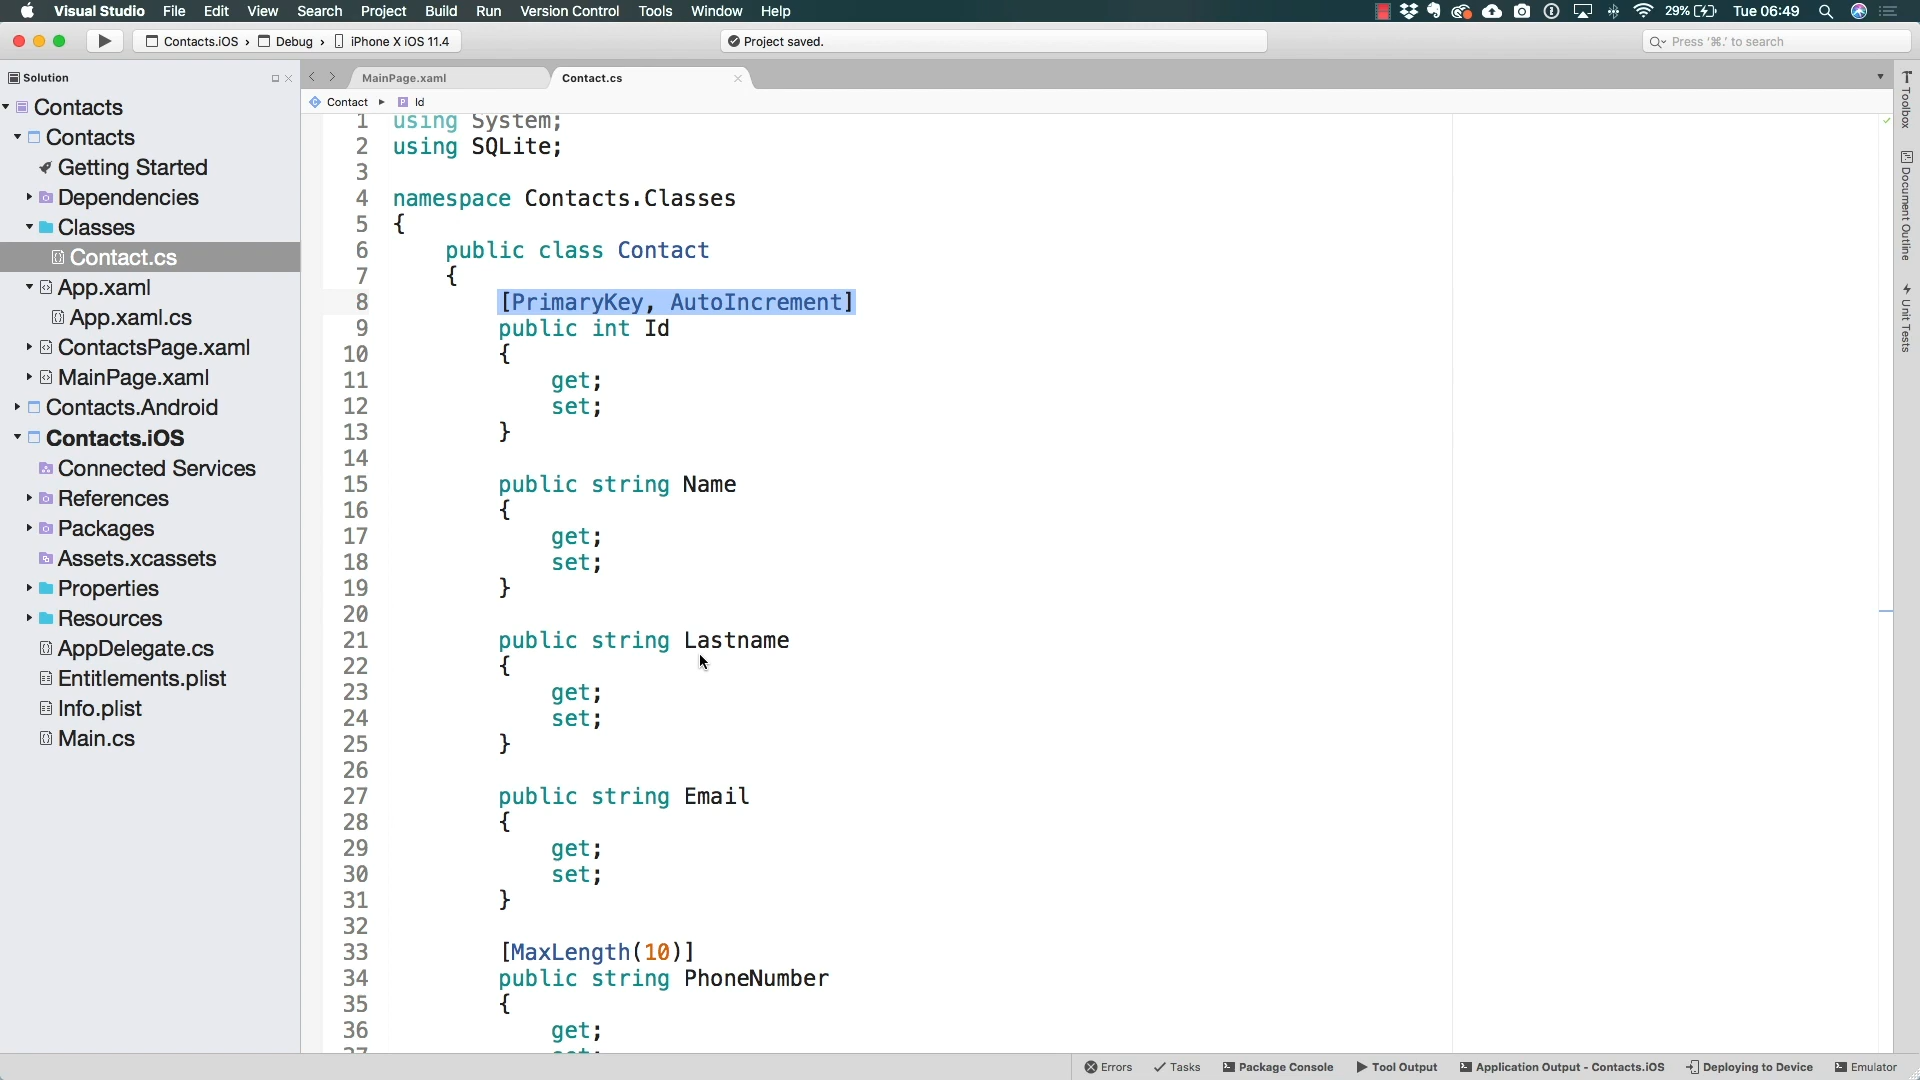 Visual Studio File Edit View Search Project Build Run Version Control Tools Window Help 29% Tue 06:49
Contacts.iOS › Debug › iPhone X iOS 11.4
Project saved.
Press '⌘.' to search
Solution
MainPage.xaml
Contact.cs
Contact ▸ Id
Contacts
Contacts
Getting Started
Dependencies
Classes
Contact.cs
App.xaml
App.xaml.cs
ContactsPage.xaml
MainPage.xaml
Contacts.Android
Contacts.iOS
Connected Services
References
Packages
Assets.xcassets
Properties
Resources
AppDelegate.cs
Entitlements.plist
Info.plist
Main.cs
1 using System;
2 using SQLite;
3
4 namespace Contacts.Classes
5 {
6 public class Contact
7 {
8 [PrimaryKey, AutoIncrement]
9 public int Id
10 {
11 get;
12 set;
13 }
14
15 public string Name
16 {
17 get;
18 set;
19 }
20
21 public string Lastname
22 {
23 get;
24 set;
25 }
26
27 public string Email
28 {
29 get;
30 set;
31 }
32
33 [MaxLength(10)]
34 public string PhoneNumber
35 {
36 get;
37 set;
Toolbox
Document Outline
Unit Tests
Errors Tasks Package Console Tool Output Application Output - Contacts.iOS Deploying to Device Emulator